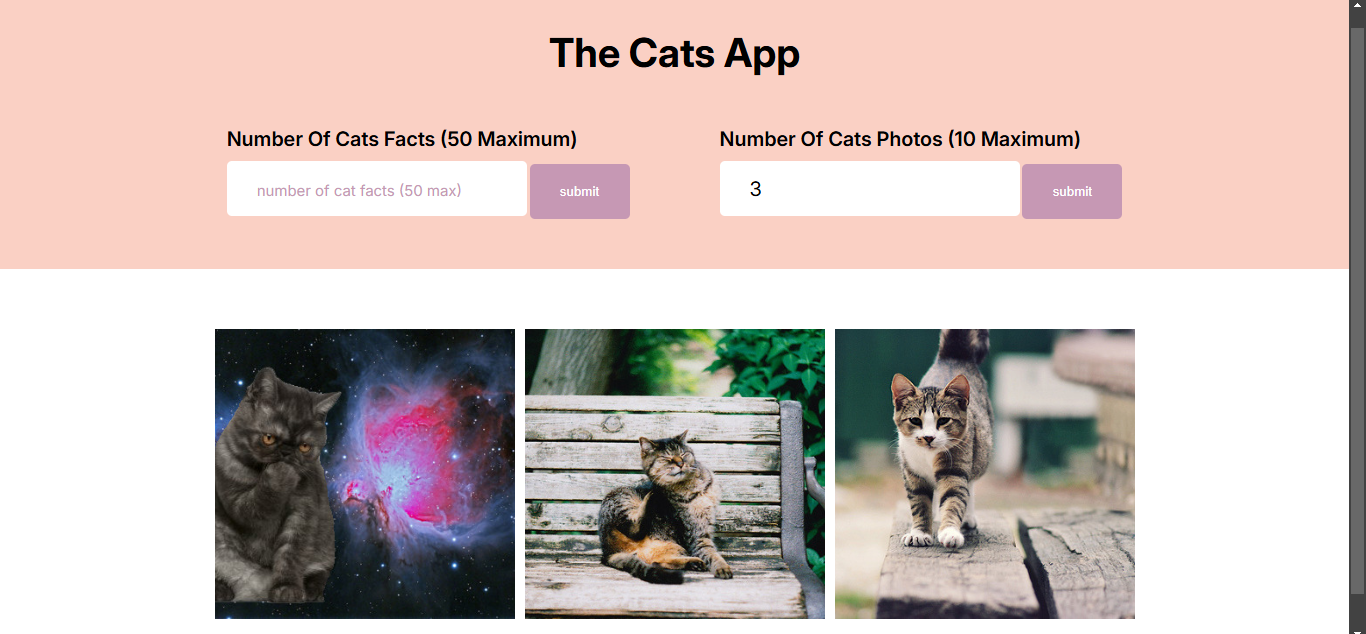 The Cats App
Number Of Cats Facts (50 Maximum)
number of cat facts (50 max)
submit
Number Of Cats Photos (10 Maximum)
3
submit